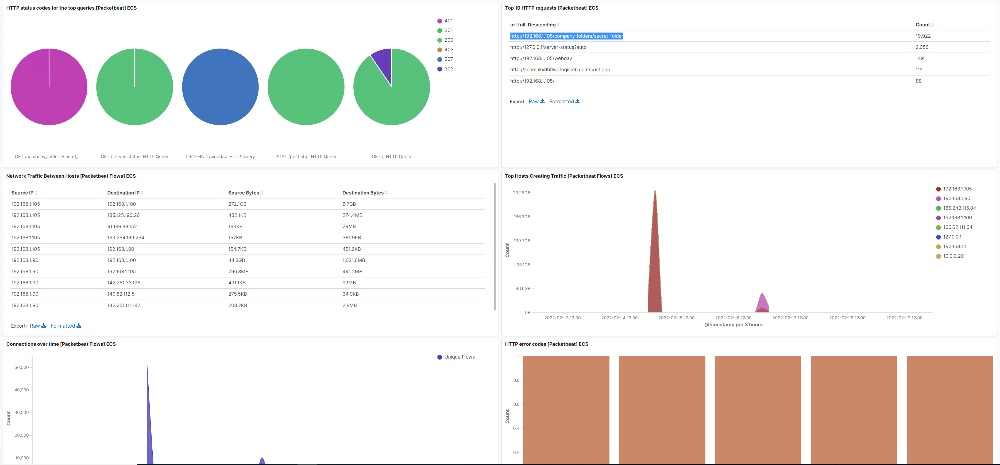 HTTP status codes for the top queries [Packetbeat] ECS
401
301
200
403
207
303
GET /company_folders/secret_f...
GET /server-status: HTTP Query
PROPFIND /webdav: HTTP Query
POST /post.php: HTTP Query
GET /: HTTP Query
Top 10 HTTP requests [Packetbeat] ECS
url.full: Descending Count
http://192.168.1.105/company_folders/secret_folder 19,922
http://127.0.0.1/server-status?auto= 2,056
http://192.168.1.105/webdav 149
http://snnmnkxdhflwgthqismb.com/post.php 112
http://192.168.1.105/ 88
Export: Raw Formatted
Network Traffic Between Hosts [Packetbeat Flows] ECS
Source IP Destination IP Source Bytes Destination Bytes
192.168.1.105 192.168.1.100 272.1GB 8.7GB
192.168.1.105 185.125.190.26 432.1KB 274.4MB
192.168.1.105 91.189.88.152 183KB 29MB
192.168.1.105 169.254.169.254 157KB 381.9KB
192.168.1.105 192.168.1.90 154.7KB 451.6KB
192.168.1.90 192.168.1.100 44.8GB 1,021.6MB
192.168.1.90 192.168.1.105 296.8MB 441.2MB
192.168.1.90 142.251.33.196 491.1KB 9.1MB
192.168.1.90 140.82.112.5 275.5KB 34.9KB
192.168.1.90 142.251.111.147 208.7KB 2.8MB
Export: Raw Formatted
Top Hosts Creating Traffic [Packetbeat Flows] ECS
232.8GB
186.3GB
139.7GB
93.1GB
46.6GB
0B
Count
2022-02-13 12:00 2022-02-14 12:00 2022-02-15 12:00 2022-02-16 12:00 2022-02-17 12:00 2022-02-18 12:00 2022-02-19 12:00
@timestamp per 3 hours
192.168.1.105
192.168.1.90
185.243.115.84
192.168.1.100
166.62.111.64
127.0.0.1
192.168.1.1
10.0.0.201
Connections over time [Packetbeat Flows] ECS
50,000
40,000
30,000
20,000
10,000
Count
Unique Flows
HTTP error codes [Packetbeat] ECS
1
0.8
0.6
0.4
0.2
Count